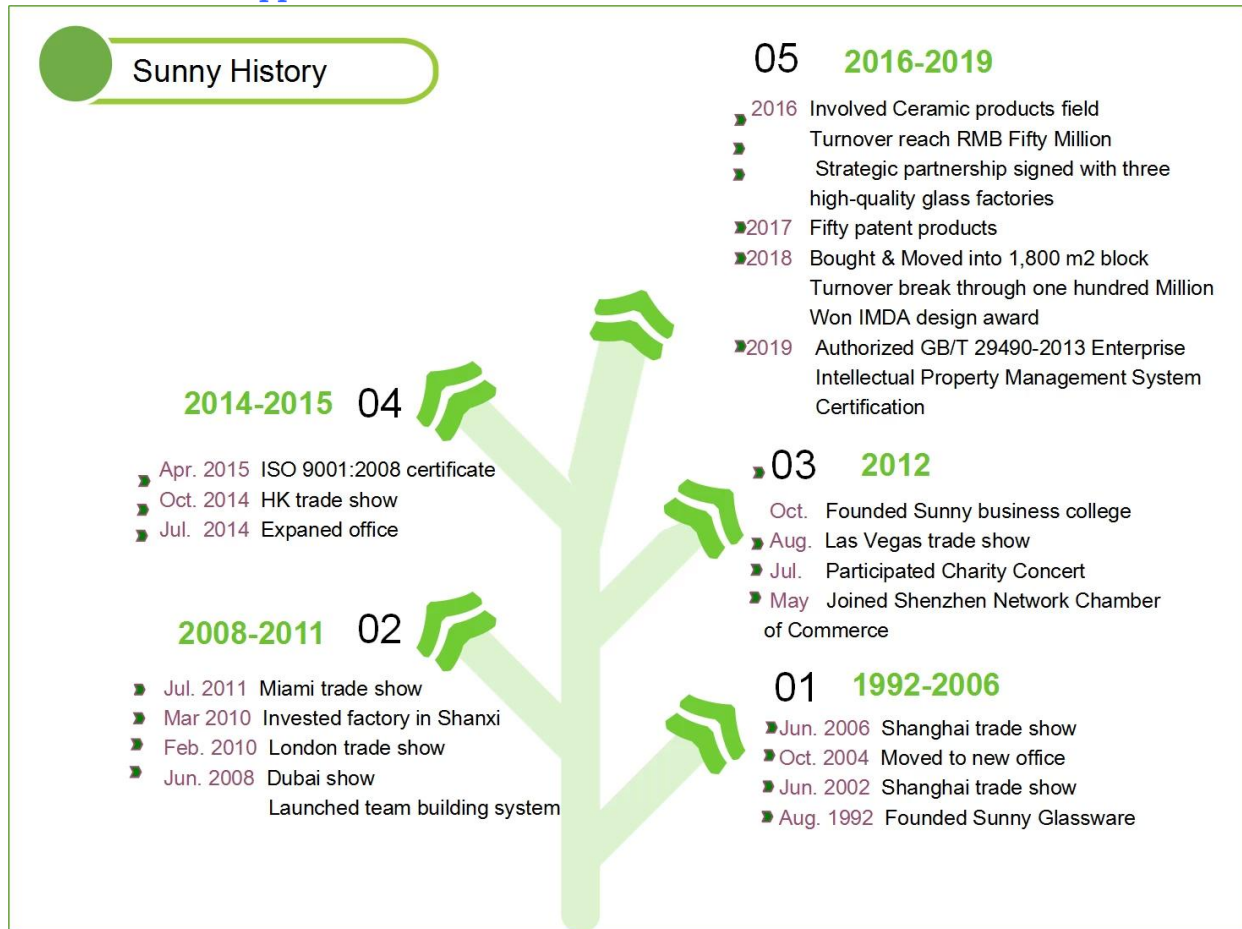 Sunny History
05 2016-2019
2016 Involved Ceramic products field
Turnover reach RMB Fifty Million
Strategic partnership signed with three
high-quality glass factories
2017 Fifty patent products
2018 Bought & Moved into 1,800 m2 block
Turnover break through one hundred Million
Won IMDA design award
2019 Authorized GB/T 29490-2013 Enterprise
Intellectual Property Management System
Certification
2014-2015 04
Apr. 2015 ISO 9001:2008 certificate
Oct. 2014 HK trade show
Jul. 2014 Expaned office
03 2012
Oct. Founded Sunny business college
Aug. Las Vegas trade show
Jul. Participated Charity Concert
May Joined Shenzhen Network Chamber
of Commerce
2008-2011 02
Jul. 2011 Miami trade show
Mar 2010 Invested factory in Shanxi
Feb. 2010 London trade show
Jun. 2008 Dubai show
Launched team building system
01 1992-2006
Jun. 2006 Shanghai trade show
Oct. 2004 Moved to new office
Jun. 2002 Shanghai trade show
Aug. 1992 Founded Sunny Glassware